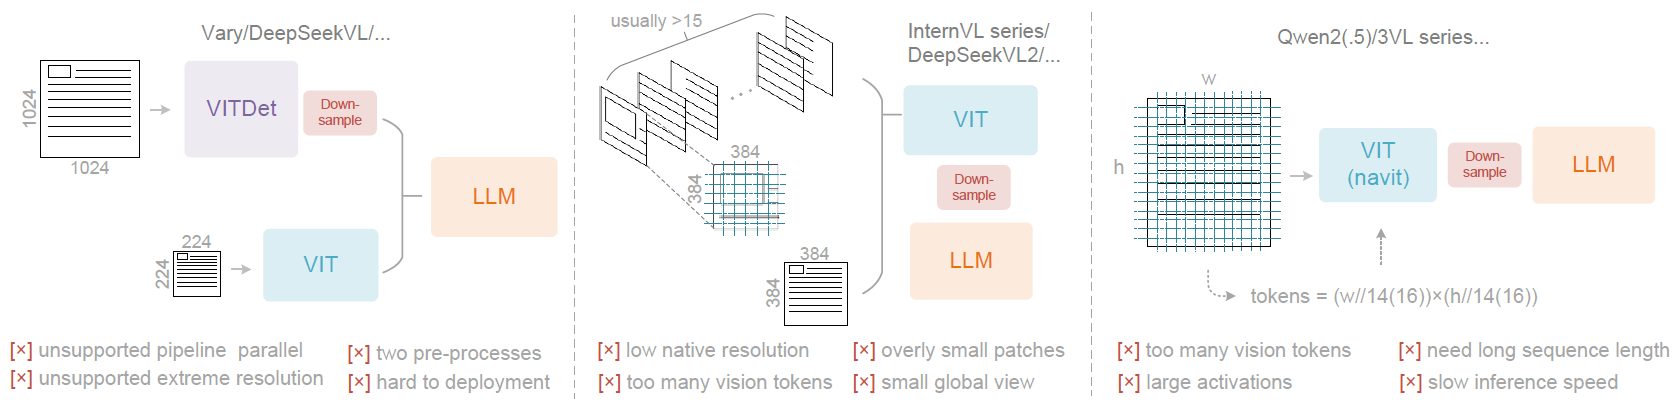 Vary/DeepSeekVL/...
1024
1024
VITDet
Down-
sample
LLM
224
224
VIT
[×] unsupported pipeline parallel
[×] two pre-processes
[×] unsupported extreme resolution
[×] hard to deployment
usually >15
InternVL series/
DeepSeekVL2/...
384
384
VIT
Down-
sample
LLM
384
384
[×] low native resolution
[×] overly small patches
[×] too many vision tokens
[×] small global view
Qwen2(.5)/3VL series...
w
h
VIT
(navit)
Down-
sample
LLM
tokens = (w//14(16))×(h//14(16))
[×] too many vision tokens
[×] need long sequence length
[×] large activations
[×] slow inference speed